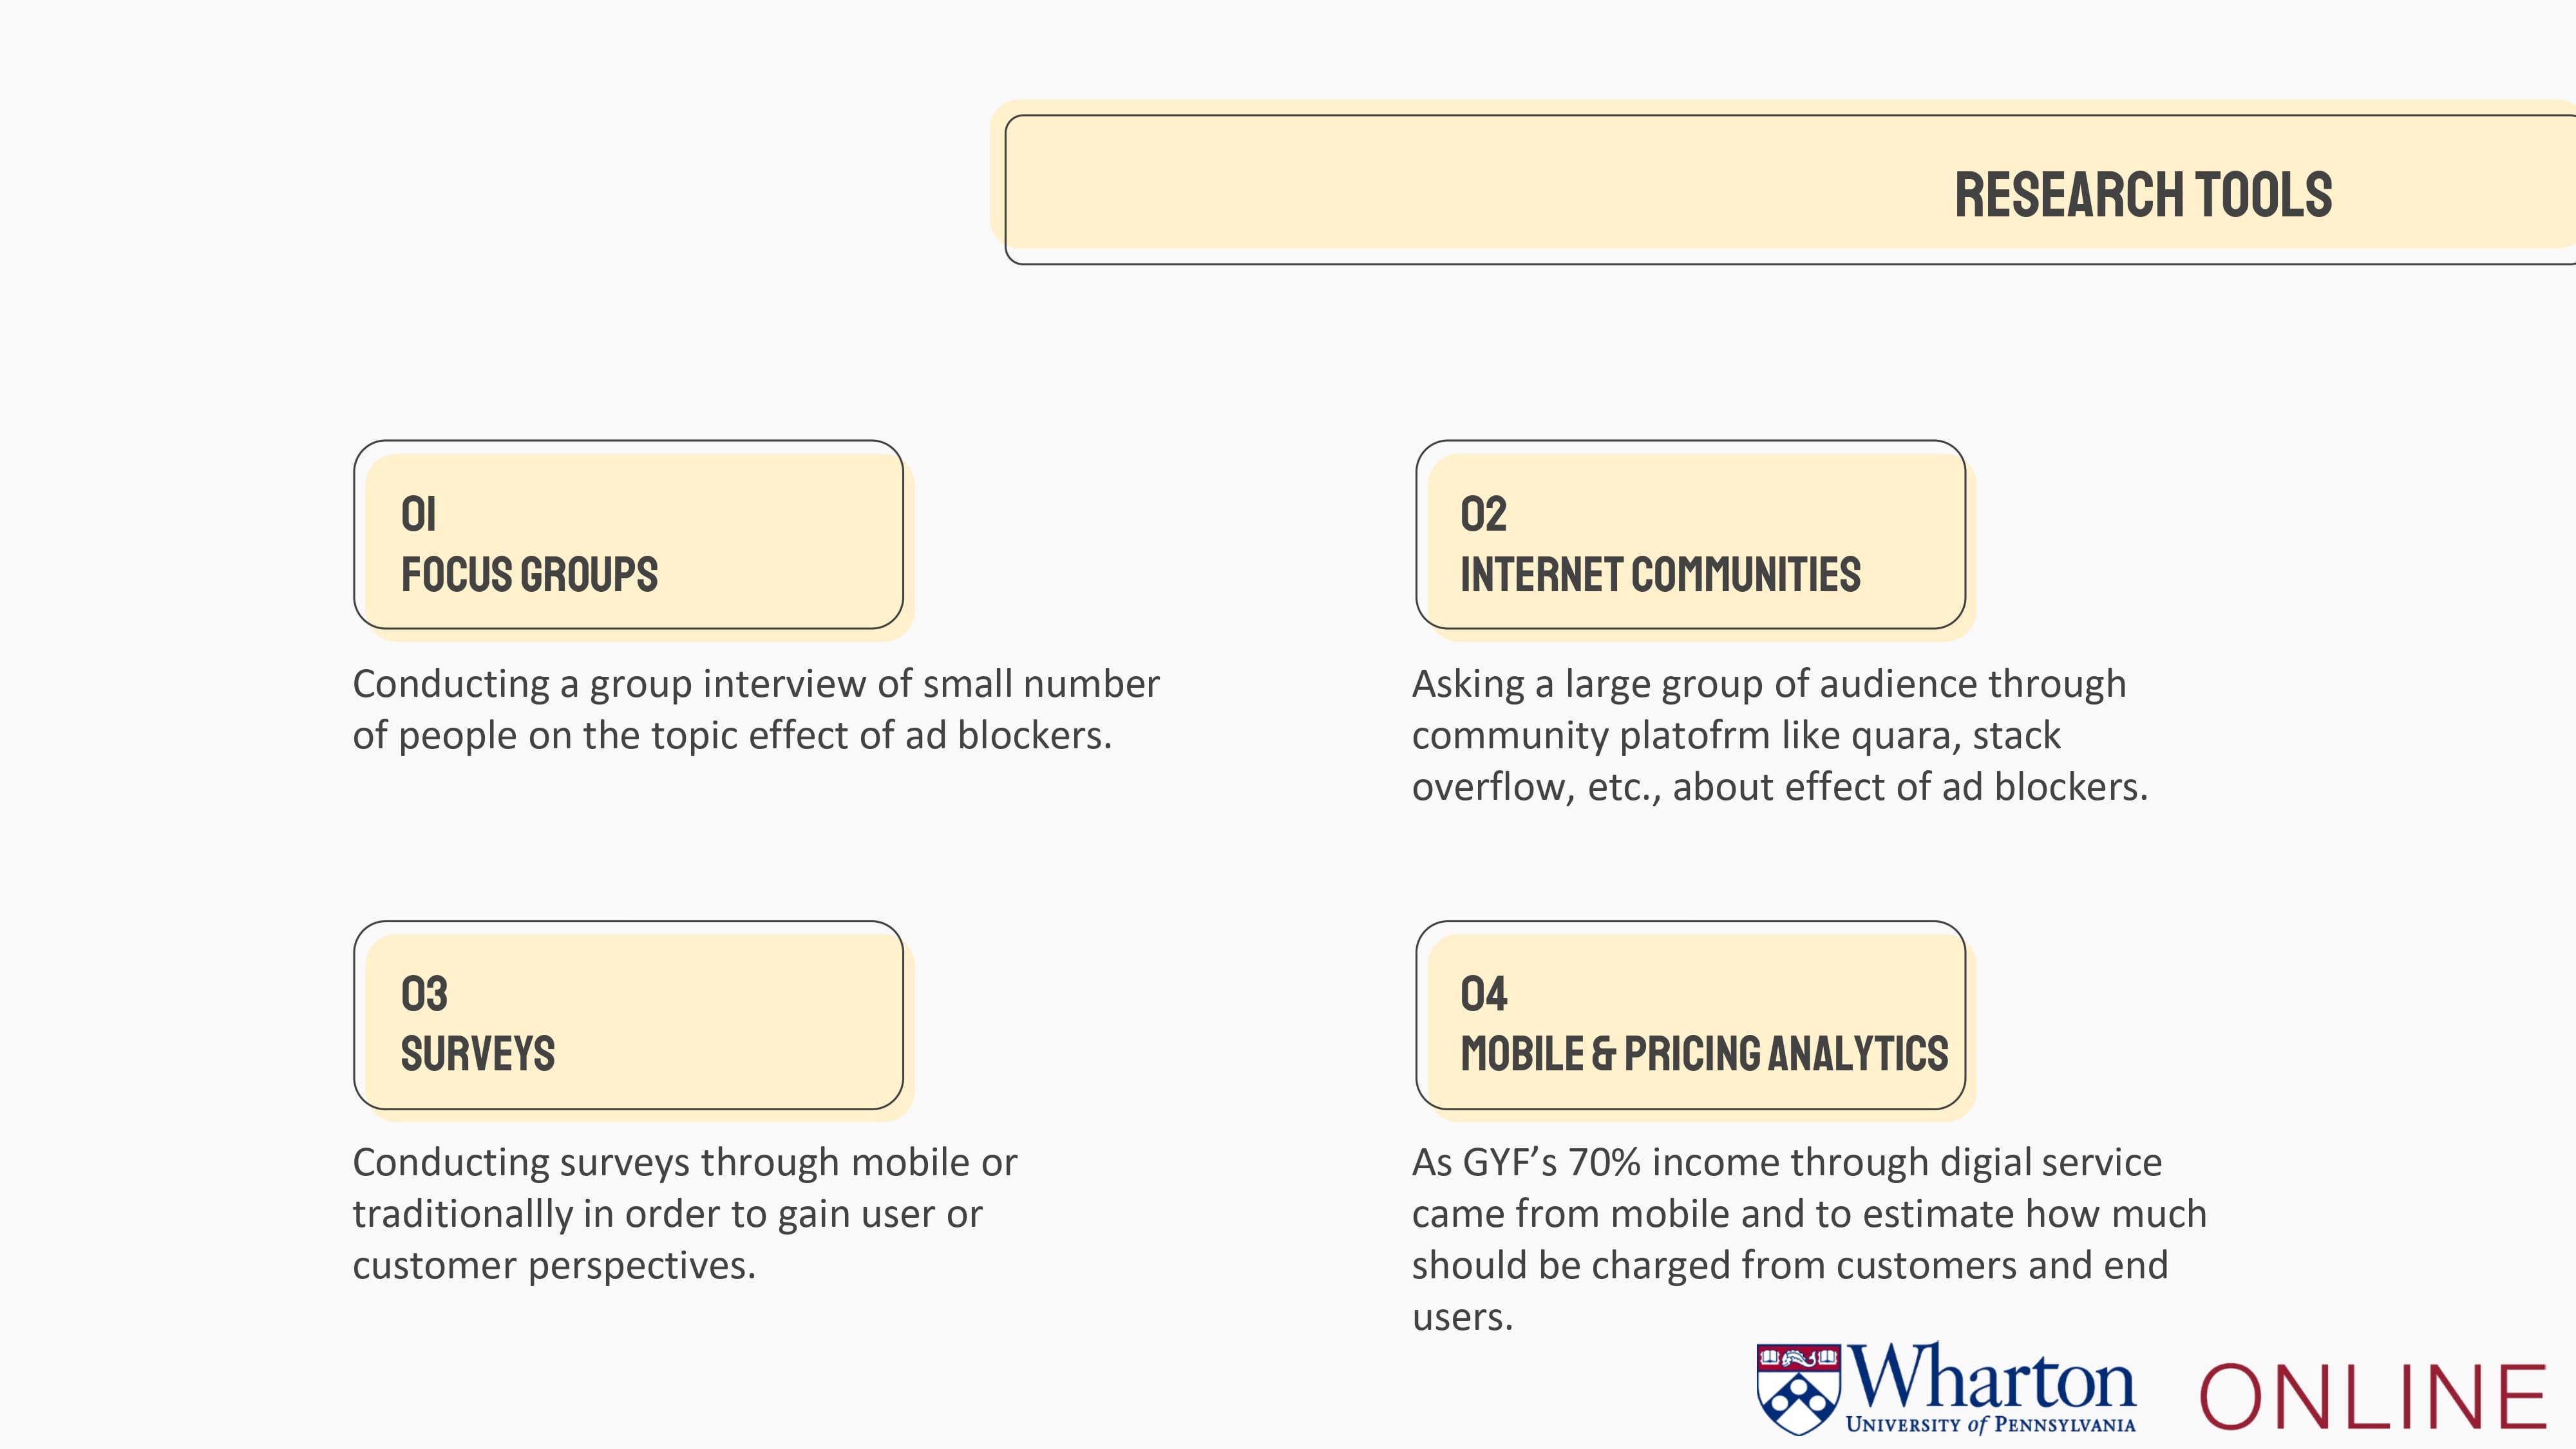 RESEARCH TOOLS
01
FOCUS GROUPS
Conducting a group interview of small number
of people on the topic effect of ad blockers.
02
INTERNET COMMUNITIES
Asking a large group of audience through
community platofrm like quara, stack
overflow, etc., about effect of ad blockers.
03
SURVEYS
Conducting surveys through mobile or
traditionallly in order to gain user or
customer perspectives.
04
MOBILE & PRICING ANALYTICS
As GYF’s 70% income through digial service
came from mobile and to estimate how much
should be charged from customers and end
users.
Wharton
UNIVERSITY of PENNSYLVANIA
ONLINE